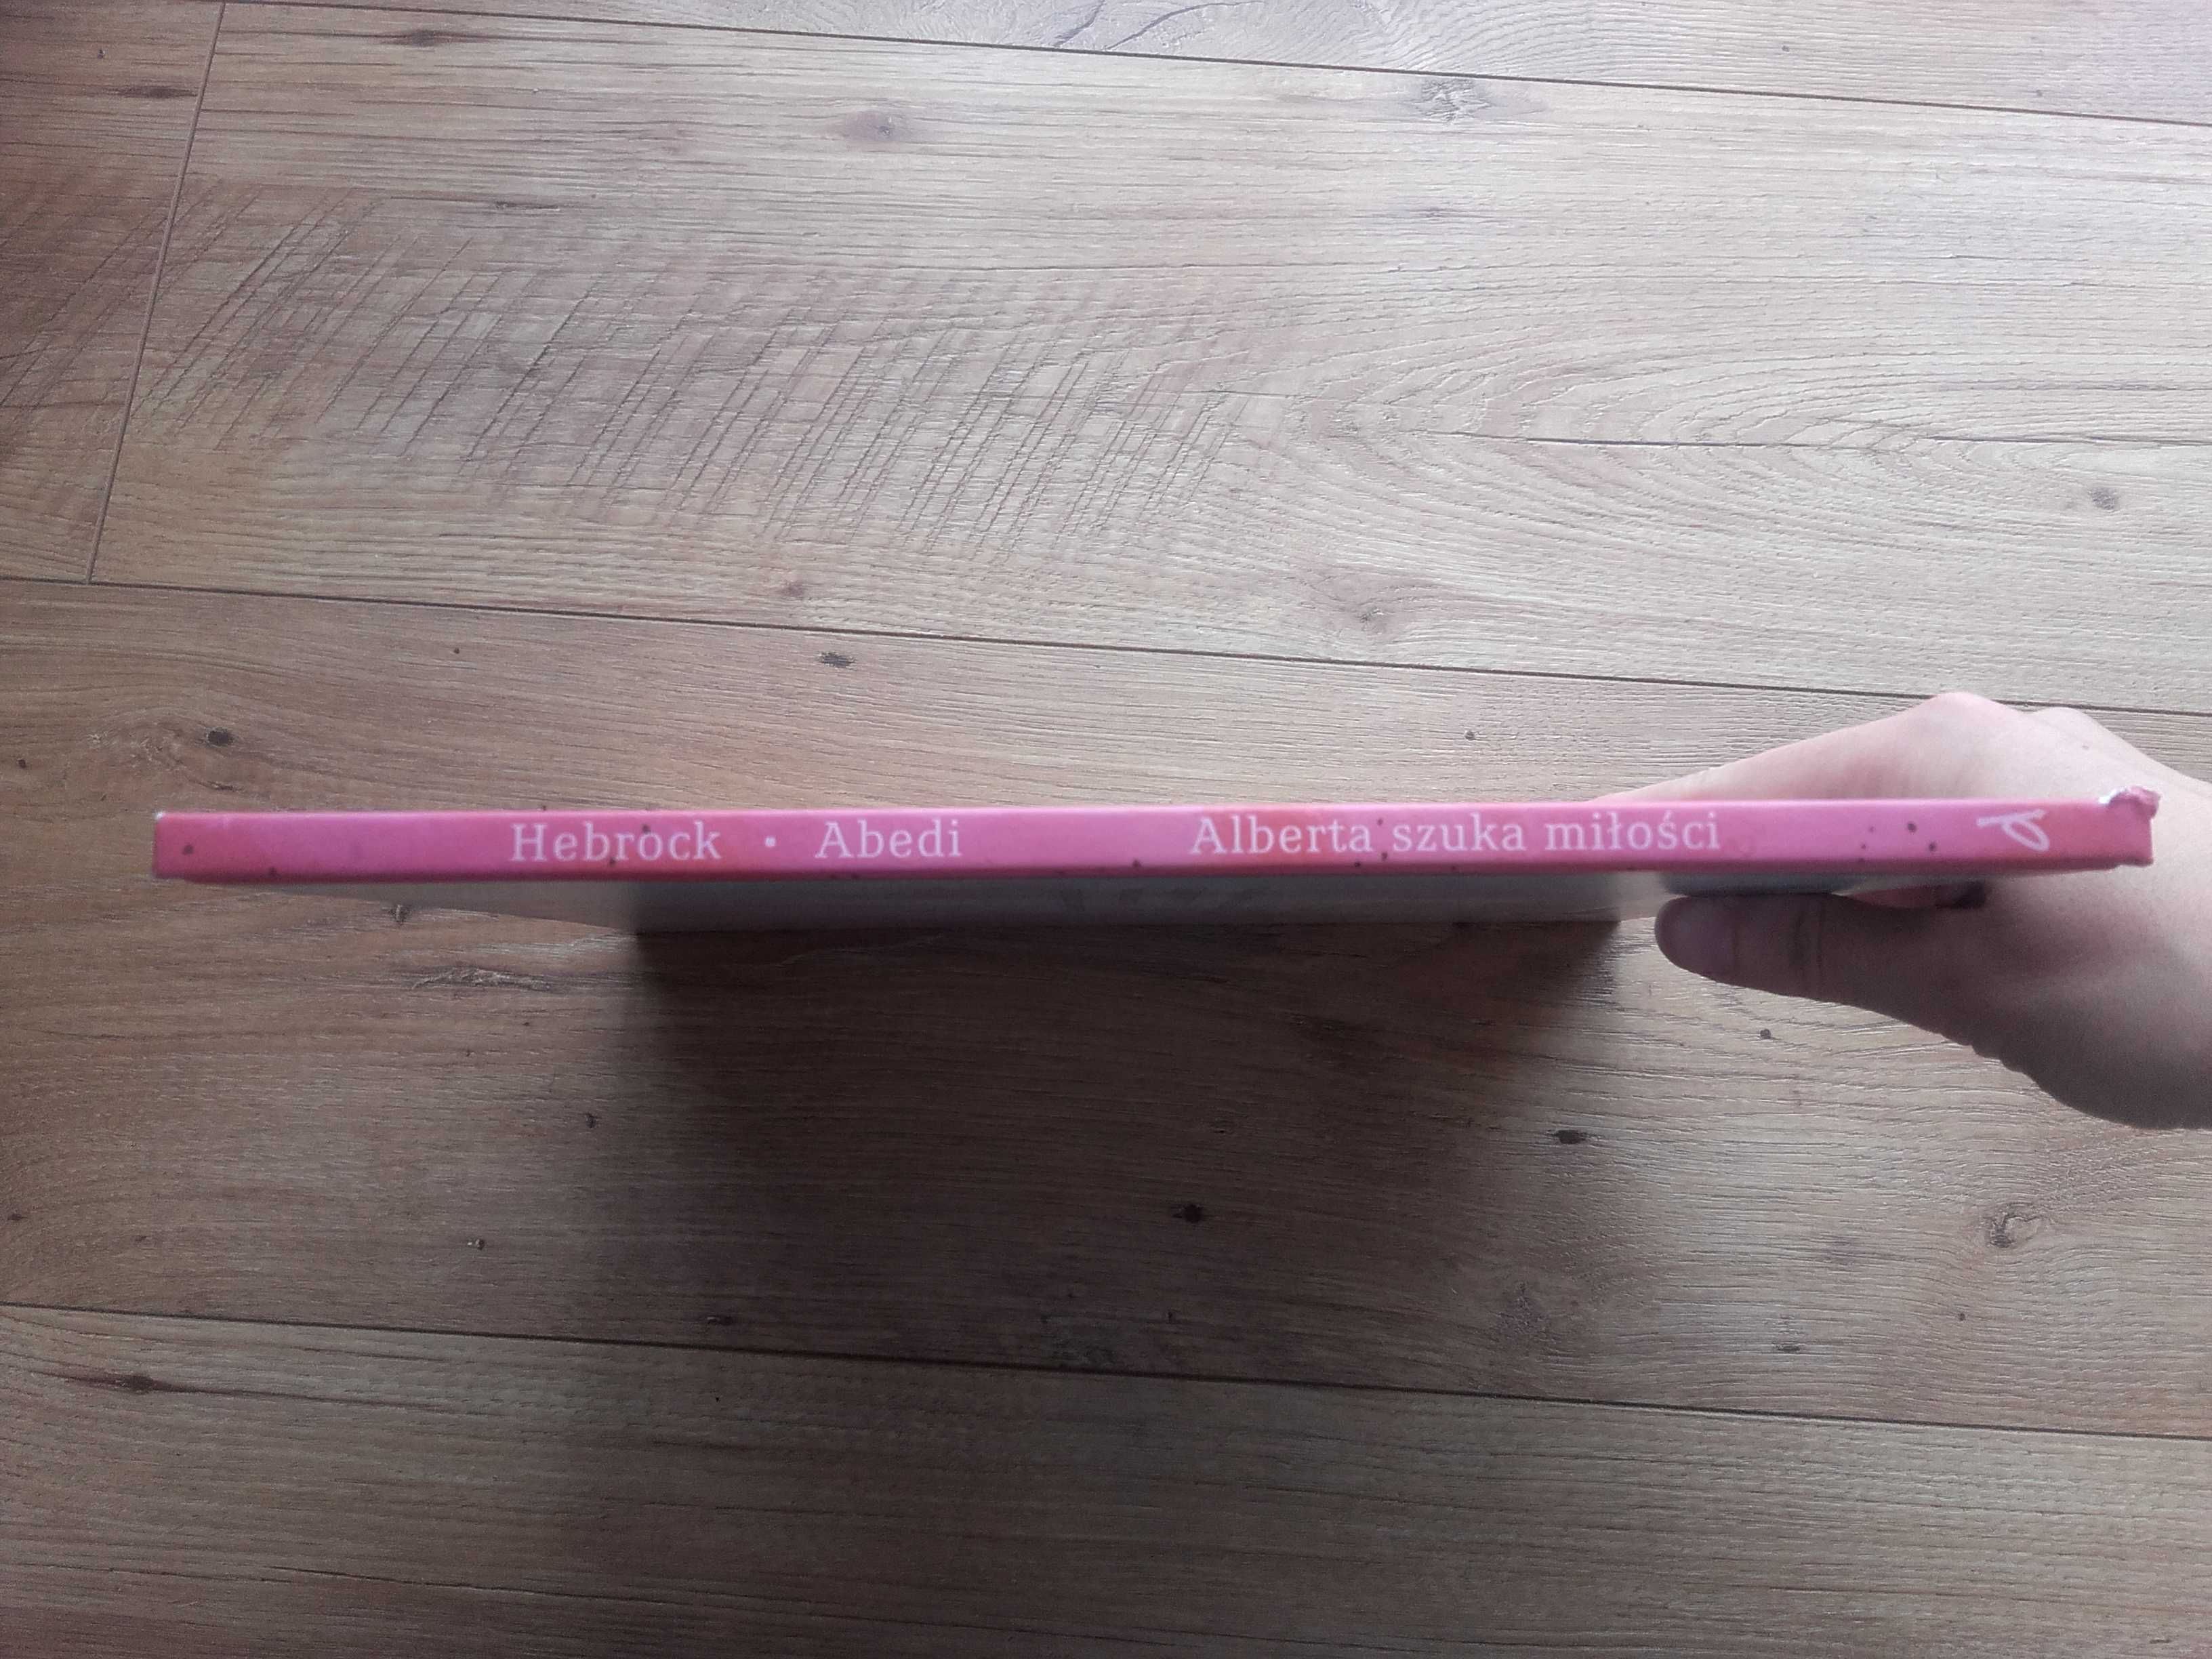 Hebrock • Abedi Alberta szuka miłości